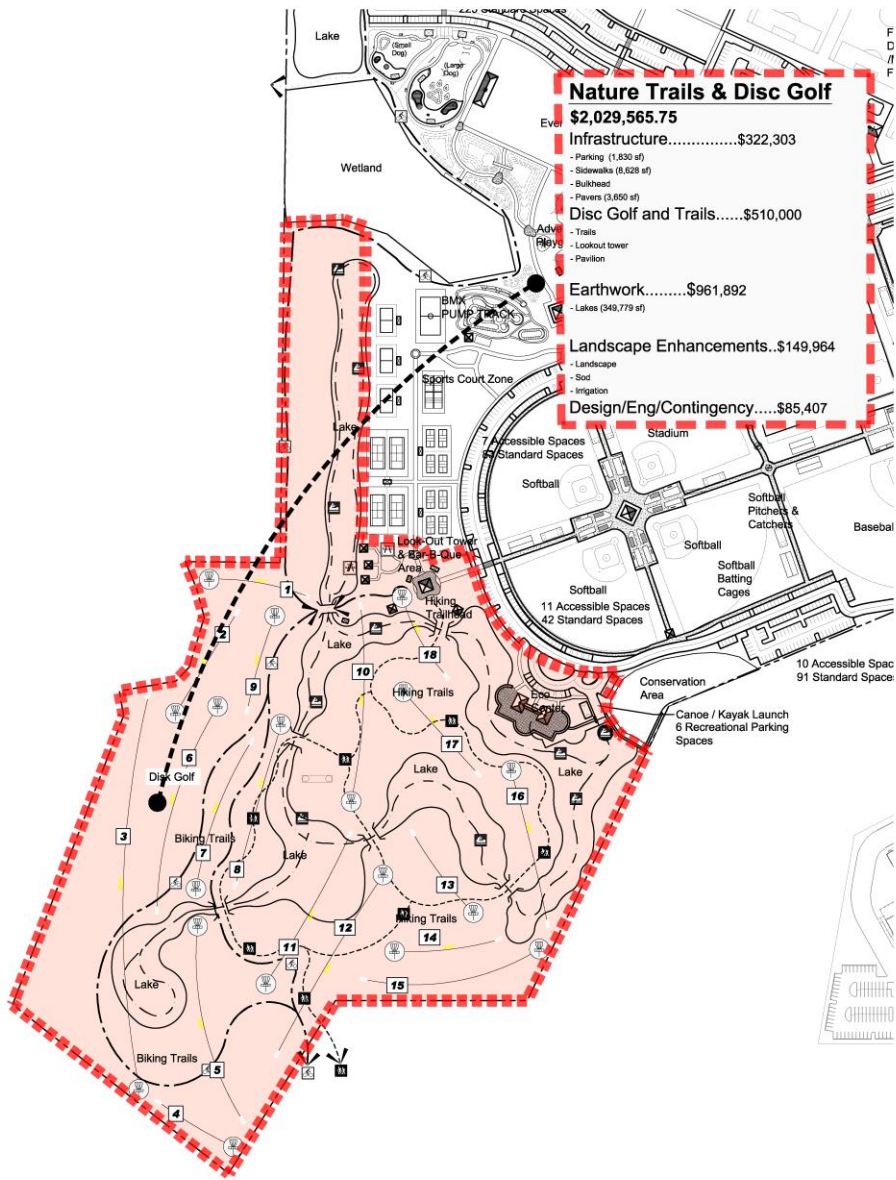 223 Standard Spaces
Lake
(Small
Dog)
(Large
Dog)
Wetland
Nature Trails & Disc Golf
$2,029,565.75
Infrastructure...............$322,303
- Parking (1,830 sf)
- Sidewalks (8,628 sf)
- Bulkhead
- Pavers (3,650 sf)
Disc Golf and Trails......$510,000
- Trails
- Lookout tower
- Pavilion
Earthwork.........$961,892
- Lakes (349,779 sf)
Landscape Enhancements..$149,964
- Landscape
- Sod
- Irrigation
Design/Eng/Contingency.....$85,407
BMX
PUMP TRACK
Sports Court Zone
Lake
7 Accessible Spaces
Standard Spaces
Stadium
Softball
Softball
Pitchers &
Catchers
Softball
Softball
Batting
Cages
Softball
11 Accessible Spaces
42 Standard Spaces
Look-Out Tower
& Bar-B-Que
Area
Hiking
Trailhead
10 Accessible
91 Standard
Conservation
Area
Canoe / Kayak Launch
6 Recreational Parking
Spaces
Eco
Center
1
2
Lake
18
10
9
Hiking Trails
17
6
Disk Golf
Lake
Lake
16
3
Biking Trails
7
8
Lake
13
12
Hiking Trails
11
14
Lake
15
Biking Trails
5
4